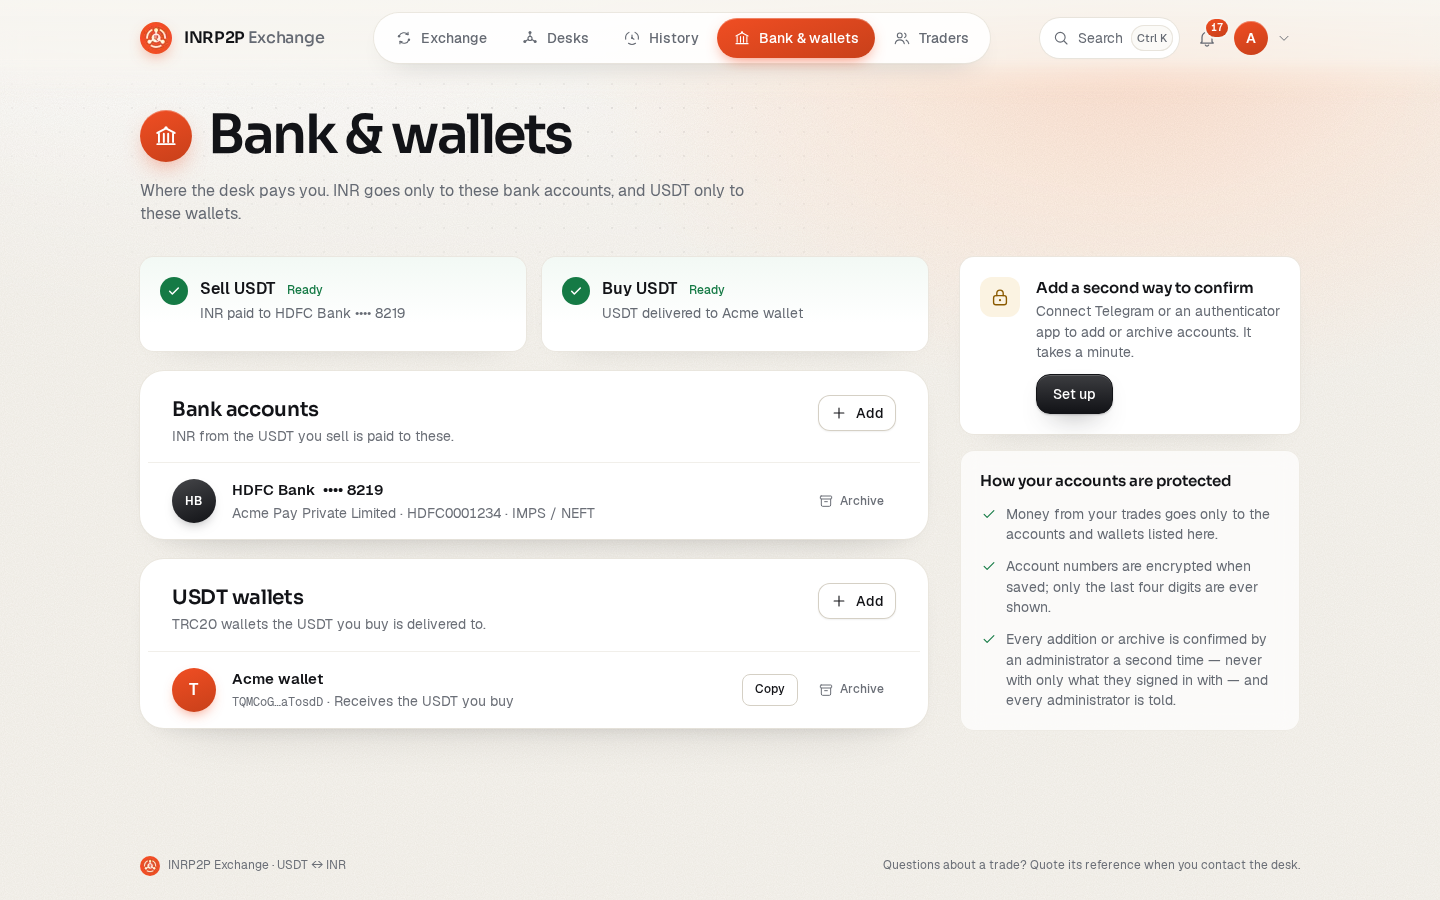 INRP2P Exchange
Exchange
Desks
History
Bank & wallets
Traders
Search
Ctrl K
17
A
Bank & wallets
Where the desk pays you. INR goes only to these bank accounts, and USDT only to
these wallets.
Sell USDT Ready
INR paid to HDFC Bank •••• 8219
Buy USDT Ready
USDT delivered to Acme wallet
Bank accounts
INR from the USDT you sell is paid to these.
Add
HB
HDFC Bank •••• 8219
Acme Pay Private Limited · HDFC0001234 · IMPS / NEFT
Archive
USDT wallets
TRC20 wallets the USDT you buy is delivered to.
Add
T
Acme wallet
TQMCoG…aTosdD · Receives the USDT you buy
Copy
Archive
Add a second way to confirm
Connect Telegram or an authenticator
app to add or archive accounts. It
takes a minute.
Set up
How your accounts are protected
Money from your trades goes only to the
accounts and wallets listed here.
Account numbers are encrypted when
saved; only the last four digits are ever
shown.
Every addition or archive is confirmed by
an administrator a second time — never
with only what they signed in with — and
every administrator is told.
INRP2P Exchange · USDT ↔ INR
Questions about a trade? Quote its reference when you contact the desk.